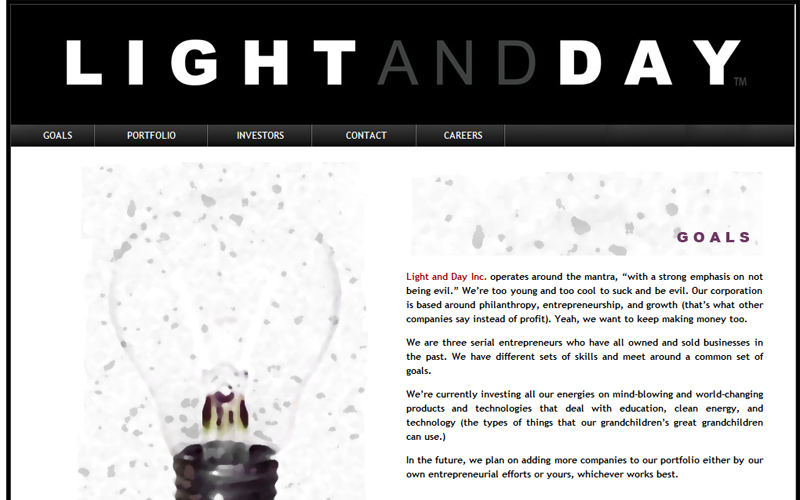 LIGHTANDDAY™
GOALS PORTFOLIO INVESTORS CONTACT CAREERS
GOALS
Light and Day Inc. operates around the mantra, “with a strong emphasis on not
being evil.” We’re too young and too cool to suck and be evil. Our corporation
is based around philanthropy, entrepreneurship, and growth (that’s what other
companies say instead of profit). Yeah, we want to keep making money too.
We are three serial entrepreneurs who have all owned and sold businesses in
the past. We have different sets of skills and meet around a common set of
goals.
We’re currently investing all our energies on mind-blowing and world-changing
products and technologies that deal with education, clean energy, and
technology (the types of things that our grandchildren’s great grandchildren
can use.)
In the future, we plan on adding more companies to our portfolio either by our
own entrepreneurial efforts or yours, whichever works best.